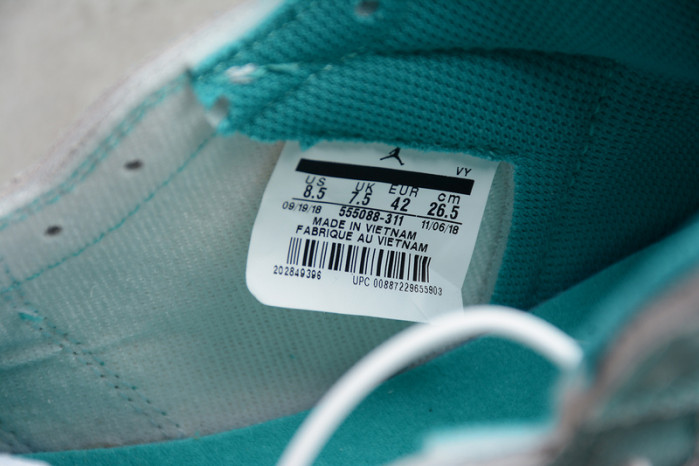 VY
US UK EUR cm
8.5 7.5 42 26.5
09/19/18 555088-311 11/06/18
MADE IN VIETNAM
FABRIQUE AU VIETNAM
202849396 UPC 00887229655903